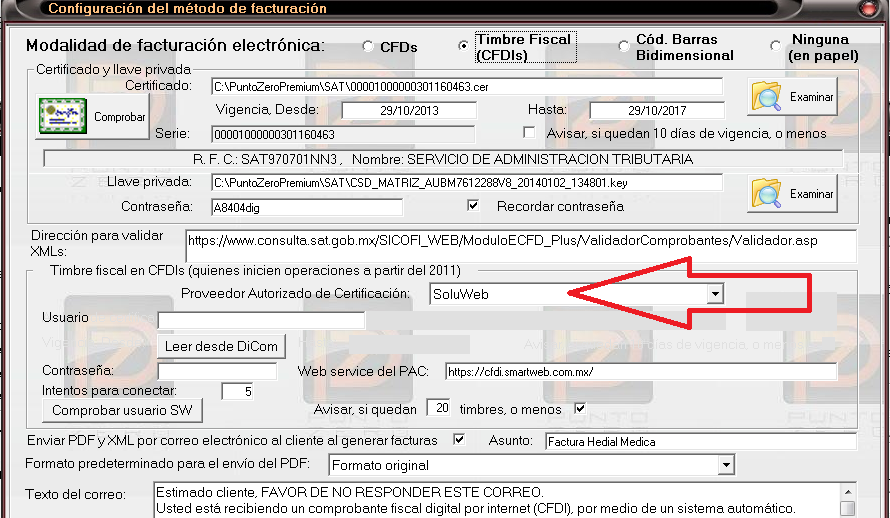 Configuración del método de facturación
Modalidad de facturación electrónica:
CFDs
Timbre Fiscal
(CFDIs)
Cód. Barras
Bidimensional
Ninguna
(en papel)
Certificado y llave privada
Certificado:
C:\PuntoZeroPremium\SAT\00001000000301160463.cer
Examinar
Comprobar
Vigencia, Desde:
29/10/2013
Hasta:
29/10/2017
Serie:
00001000000301160463
Avisar, si quedan 10 días de vigencia, o menos
R. F. C.: SAT970701NN3 , Nombre: SERVICIO DE ADMINISTRACION TRIBUTARIA
Llave privada:
C:\PuntoZeroPremium\SAT\CSD_MATRIZ_AUBM7612288V8_20140102_134801.key
Examinar
Contraseña:
A8404dig
Recordar contraseña
Dirección para validar
XMLs:
https://www.consulta.sat.gob.mx/SICOFI_WEB/ModuloECFD_Plus/ValidadorComprobantes/Validador.asp
Timbre fiscal en CFDIs (quienes inicien operaciones a partir del 2011)
Proveedor Autorizado de Certificación:
SoluWeb
Usuario
Leer desde DiCom
Contraseña:
Web service del PAC:
https://cfdi.smartweb.com.mx/
Intentos para conectar:
5
Comprobar usuario SW
Avisar, si quedan
20
timbres, o menos
Enviar PDF y XML por correo electrónico al cliente al generar facturas
Asunto:
Factura Hedial Medica
Formato predeterminado para el envío del PDF:
Formato original
Texto del correo:
Estimado cliente, FAVOR DE NO RESPONDER ESTE CORREO.
Usted está recibiendo un comprobante fiscal digital por internet (CFDI), por medio de un sistema automático.